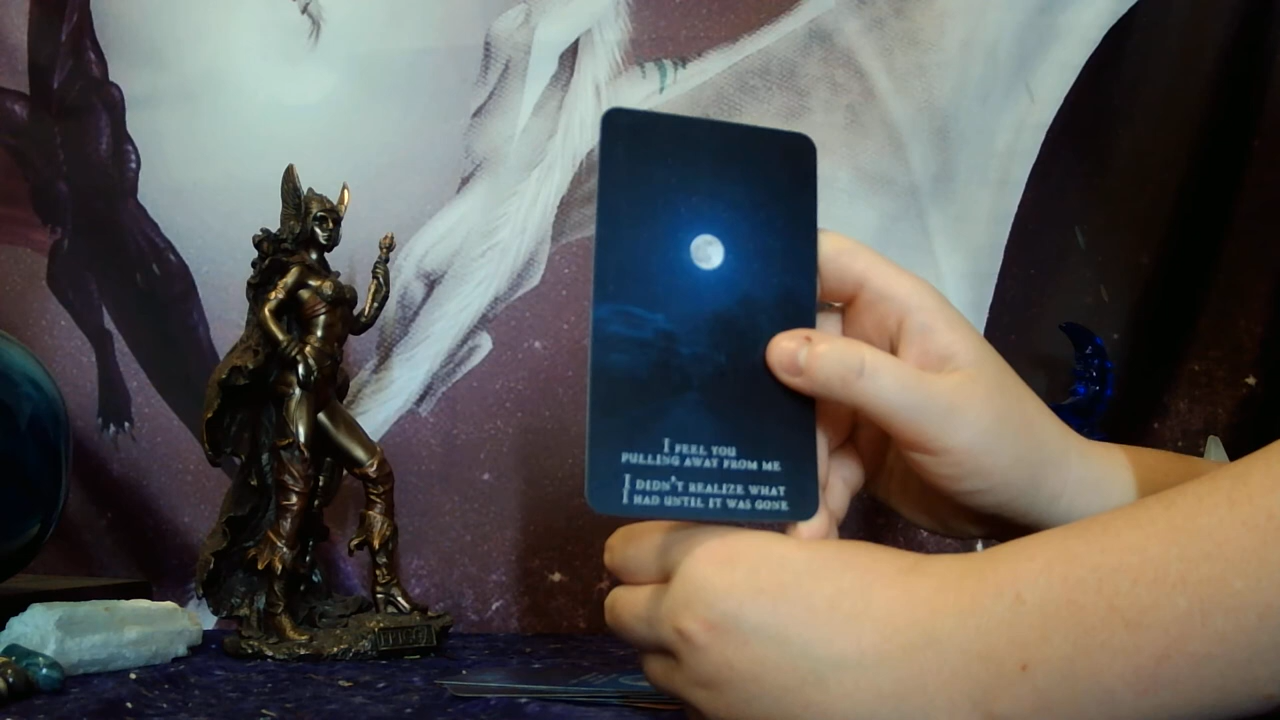 I FEEL YOU
PULLING AWAY FROM ME
I DIDN'T REALIZE WHAT
I HAD UNTIL IT WAS GONE